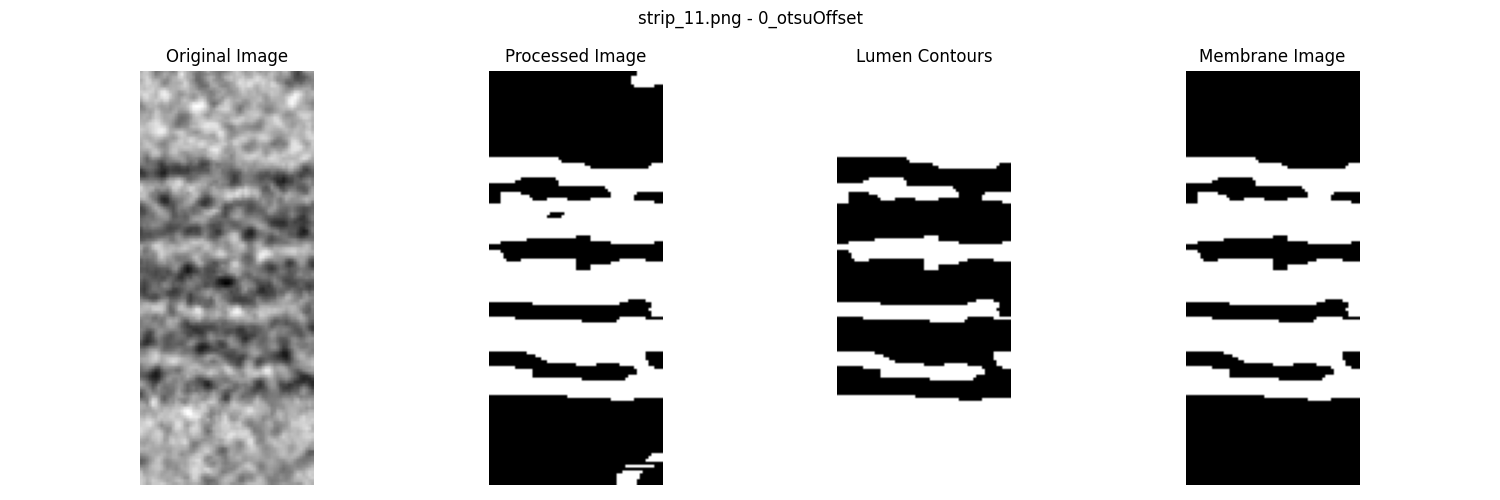 strip_11.png - 0_otsuOffset
Original Image
Processed Image
Lumen Contours
Membrane Image